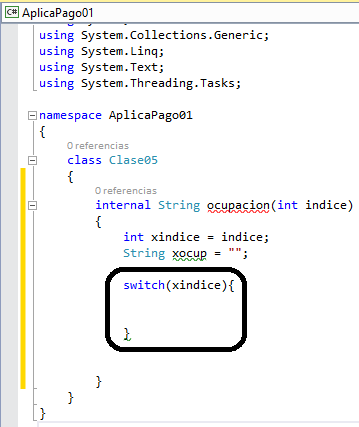 C# AplicaPago01
using System.Collections.Generic;
using System.Linq;
using System.Text;
using System.Threading.Tasks;
namespace AplicaPago01
{
0 referencias
class Clase05
{
0 referencias
internal String ocupacion(int indice)
{
int xindice = indice;
String xocup = "";
switch(xindice){
}
}
}
}